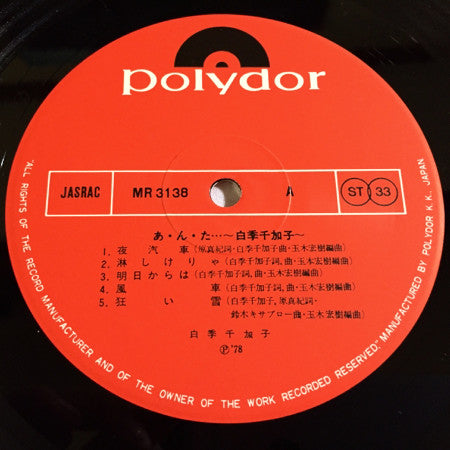 polydor
JASRAC MR 3138 A ST 33
あ・ん・た…〜白季千加子〜
1. 夜汽車(原真紀詞・白季千加子曲・玉木宏樹編曲)
2. 淋しけりゃ(白季千加子詞, 曲・玉木宏樹編曲)
3. 明日からは(白季千加子詞, 曲・玉木宏樹編曲)
4. 風車(白季千加子詞, 曲・玉木宏樹編曲)
5. 狂い雪(白季千加子, 原真紀詞・
鈴木キサブロー曲・玉木宏樹編曲)
白季千加子
Ⓟ'78
"ALL RIGHTS OF THE RECORD MANUFACTURER AND OF THE OWNER OF THE WORK RECORDED RESERVED." MANUFACTURED BY POLYDOR K. K., JAPAN.